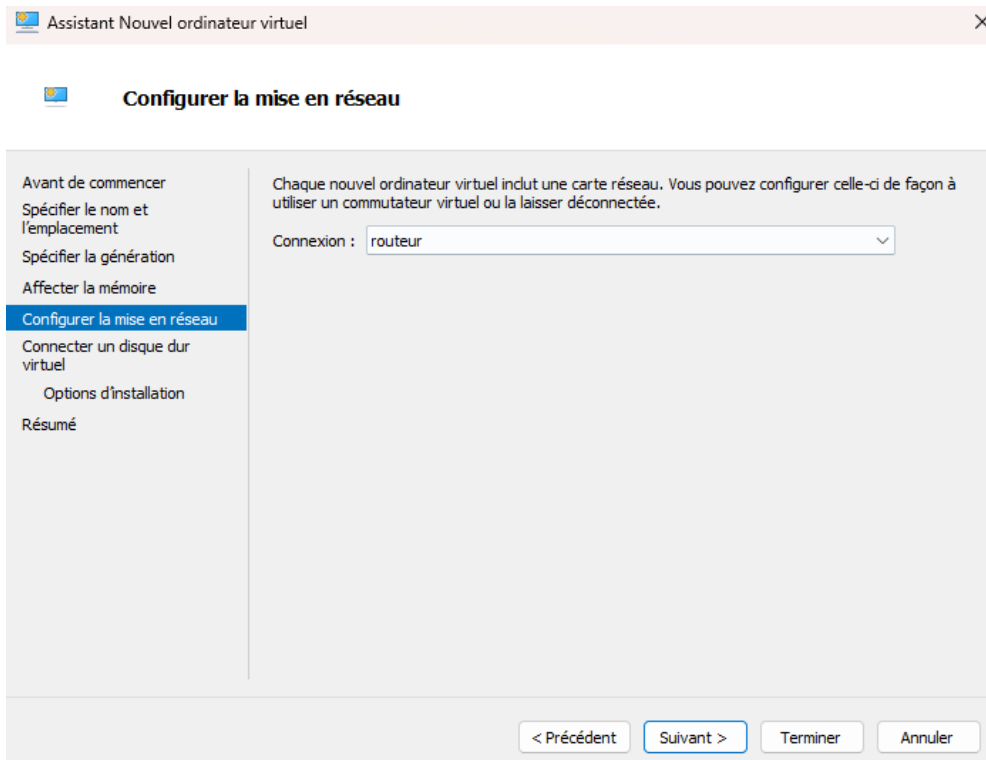 Assistant Nouvel ordinateur virtuel
Configurer la mise en réseau
Avant de commencer
Spécifier le nom et
l'emplacement
Spécifier la génération
Affecter la mémoire
Configurer la mise en réseau
Connecter un disque dur
virtuel
Options d'installation
Résumé
Chaque nouvel ordinateur virtuel inclut une carte réseau. Vous pouvez configurer celle-ci de façon à
utiliser un commutateur virtuel ou la laisser déconnectée.
Connexion : routeur
< Précédent Suivant > Terminer Annuler